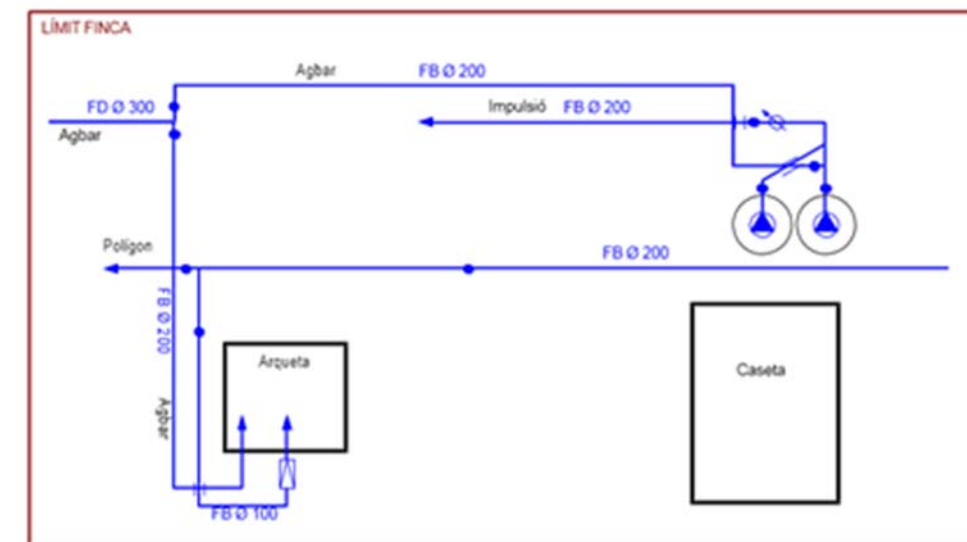 LÍMIT FINCA
Agbar FB Ø 200
FD Ø 300
Impulsió FB Ø 200
Agbar
Polígon
FB Ø 200
FB Ø 200
Arqueta
Caseta
Agbar
FB Ø 100